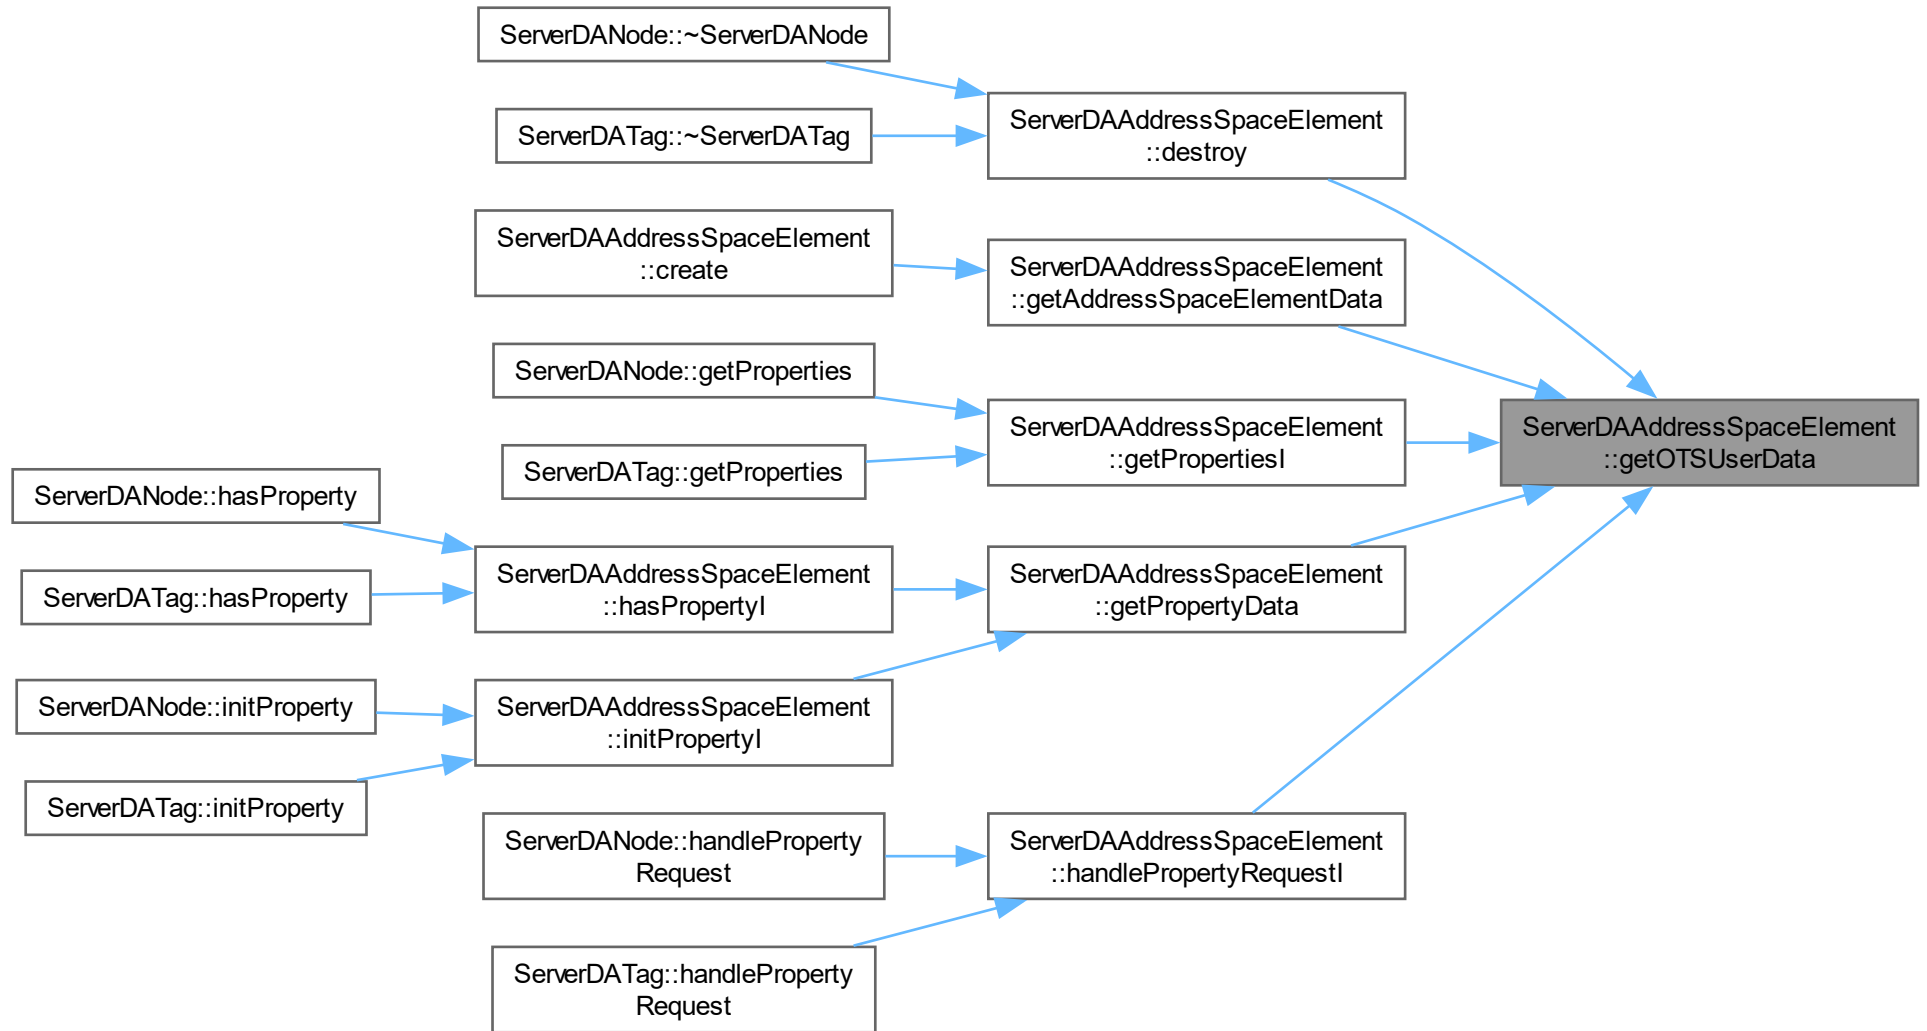 ServerDANode::~ServerDANode
ServerDATag::~ServerDATag
ServerDAAddressSpaceElement
::destroy
ServerDAAddressSpaceElement
::create
ServerDAAddressSpaceElement
::getAddressSpaceElementData
ServerDANode::getProperties
ServerDATag::getProperties
ServerDAAddressSpaceElement
::getPropertiesI
ServerDAAddressSpaceElement
::getOTSUserData
ServerDANode::hasProperty
ServerDATag::hasProperty
ServerDAAddressSpaceElement
::hasPropertyI
ServerDAAddressSpaceElement
::getPropertyData
ServerDANode::initProperty
ServerDATag::initProperty
ServerDAAddressSpaceElement
::initPropertyI
ServerDANode::handleProperty
Request
ServerDAAddressSpaceElement
::handlePropertyRequestI
ServerDATag::handleProperty
Request